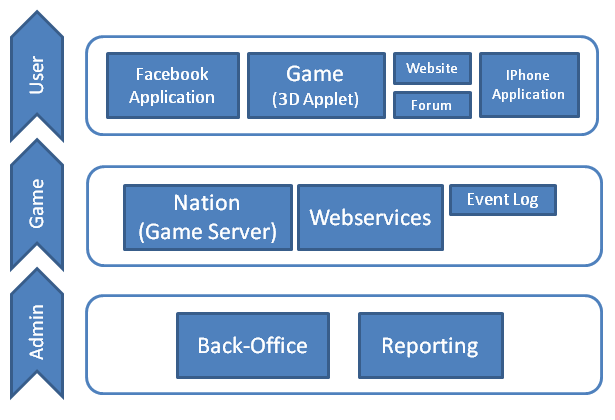 User
Facebook
Application
Game
(3D Applet)
Website
Forum
IPhone
Application
Game
Nation
(Game Server)
Webservices
Event Log
Admin
Back-Office
Reporting